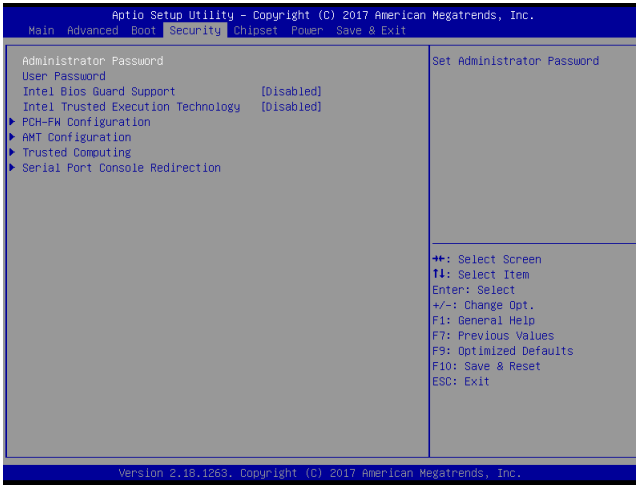 Aptio Setup Utility – Copyright (C) 2017 American Megatrends, Inc.
Main Advanced Boot Security Chipset Power Save & Exit
Administrator Password
User Password
Intel Bios Guard Support [Disabled]
Intel Trusted Execution Technology [Disabled]
PCH-FW Configuration
AMT Configuration
Trusted Computing
Serial Port Console Redirection
Set Administrator Password
→←: Select Screen
↑↓: Select Item
Enter: Select
+/-: Change Opt.
F1: General Help
F7: Previous Values
F9: Optimized Defaults
F10: Save & Reset
ESC: Exit
Version 2.18.1263. Copyright (C) 2017 American Megatrends, Inc.